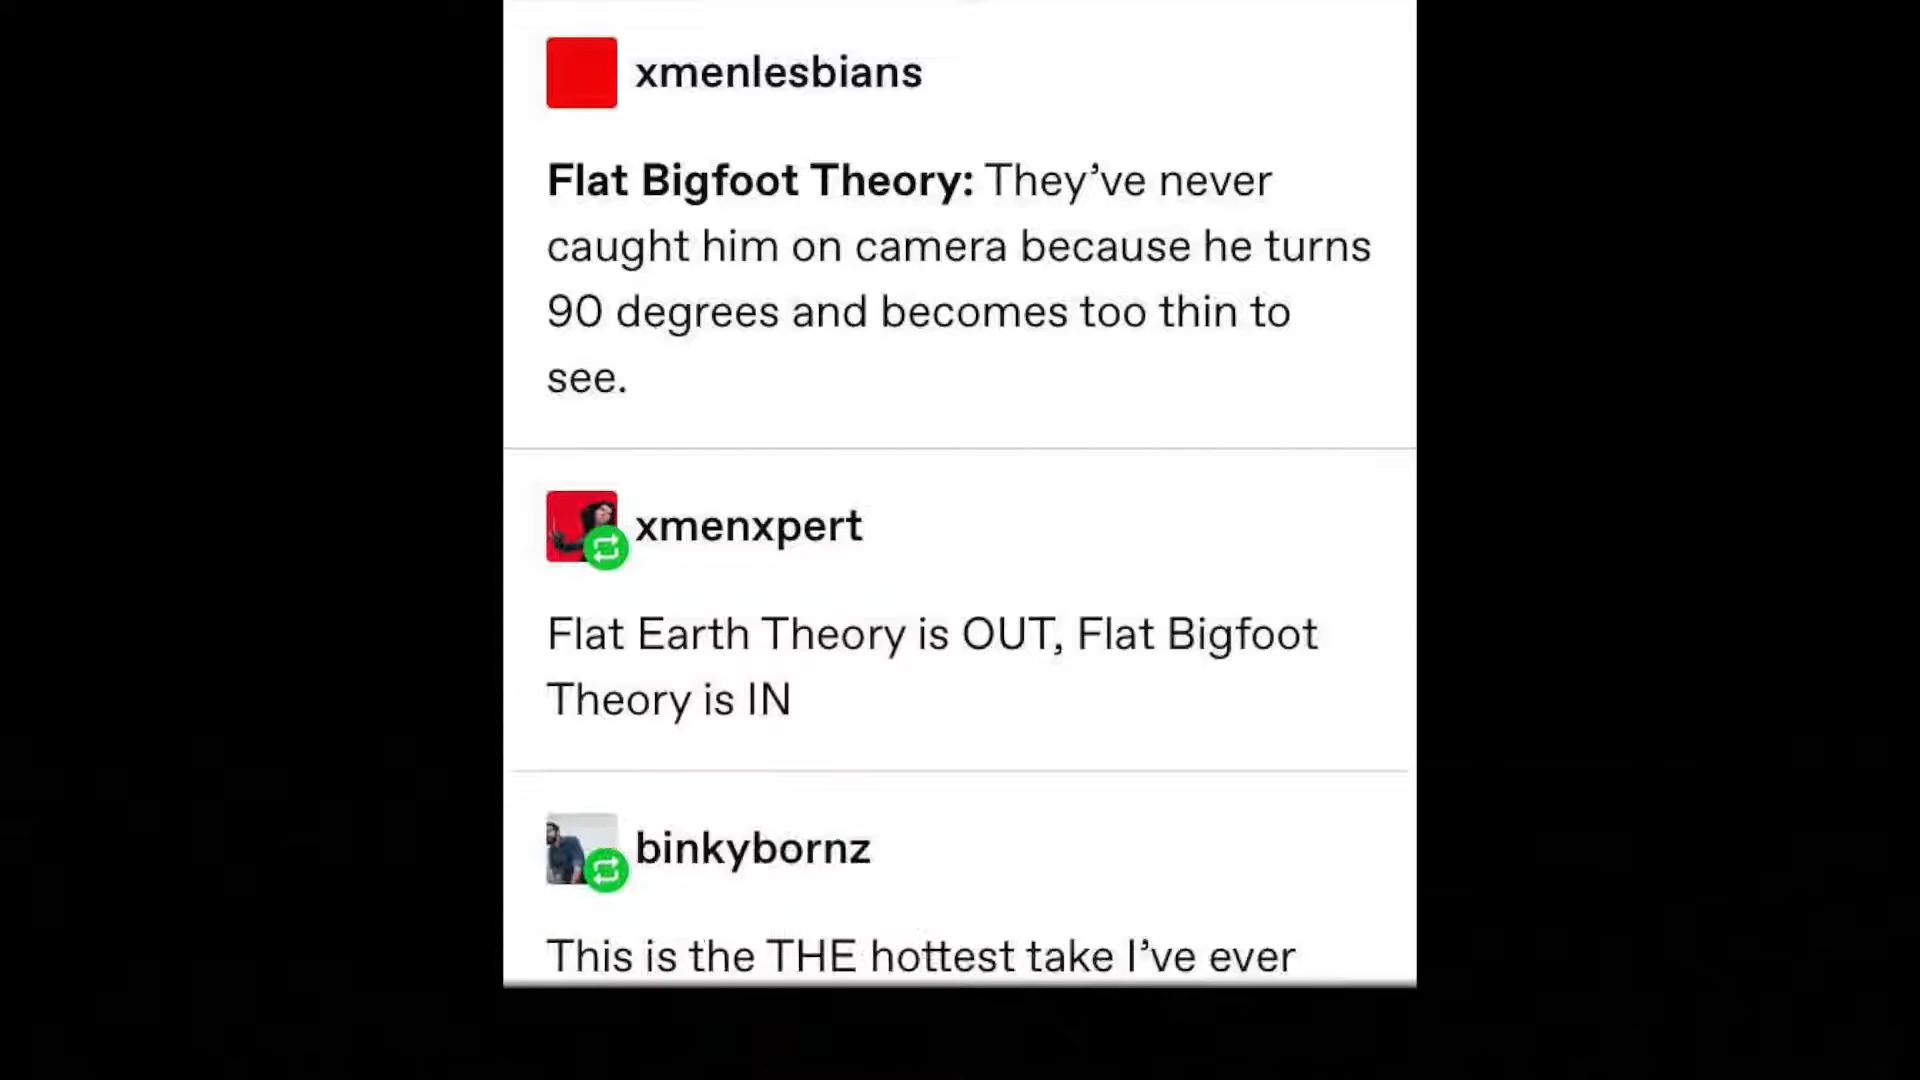 xmenlesbians
Flat Bigfoot Theory: They’ve never
caught him on camera because he turns
90 degrees and becomes too thin to
see.
xmenxpert
Flat Earth Theory is OUT, Flat Bigfoot
Theory is IN
binkybornz
This is the THE hottest take I’ve ever